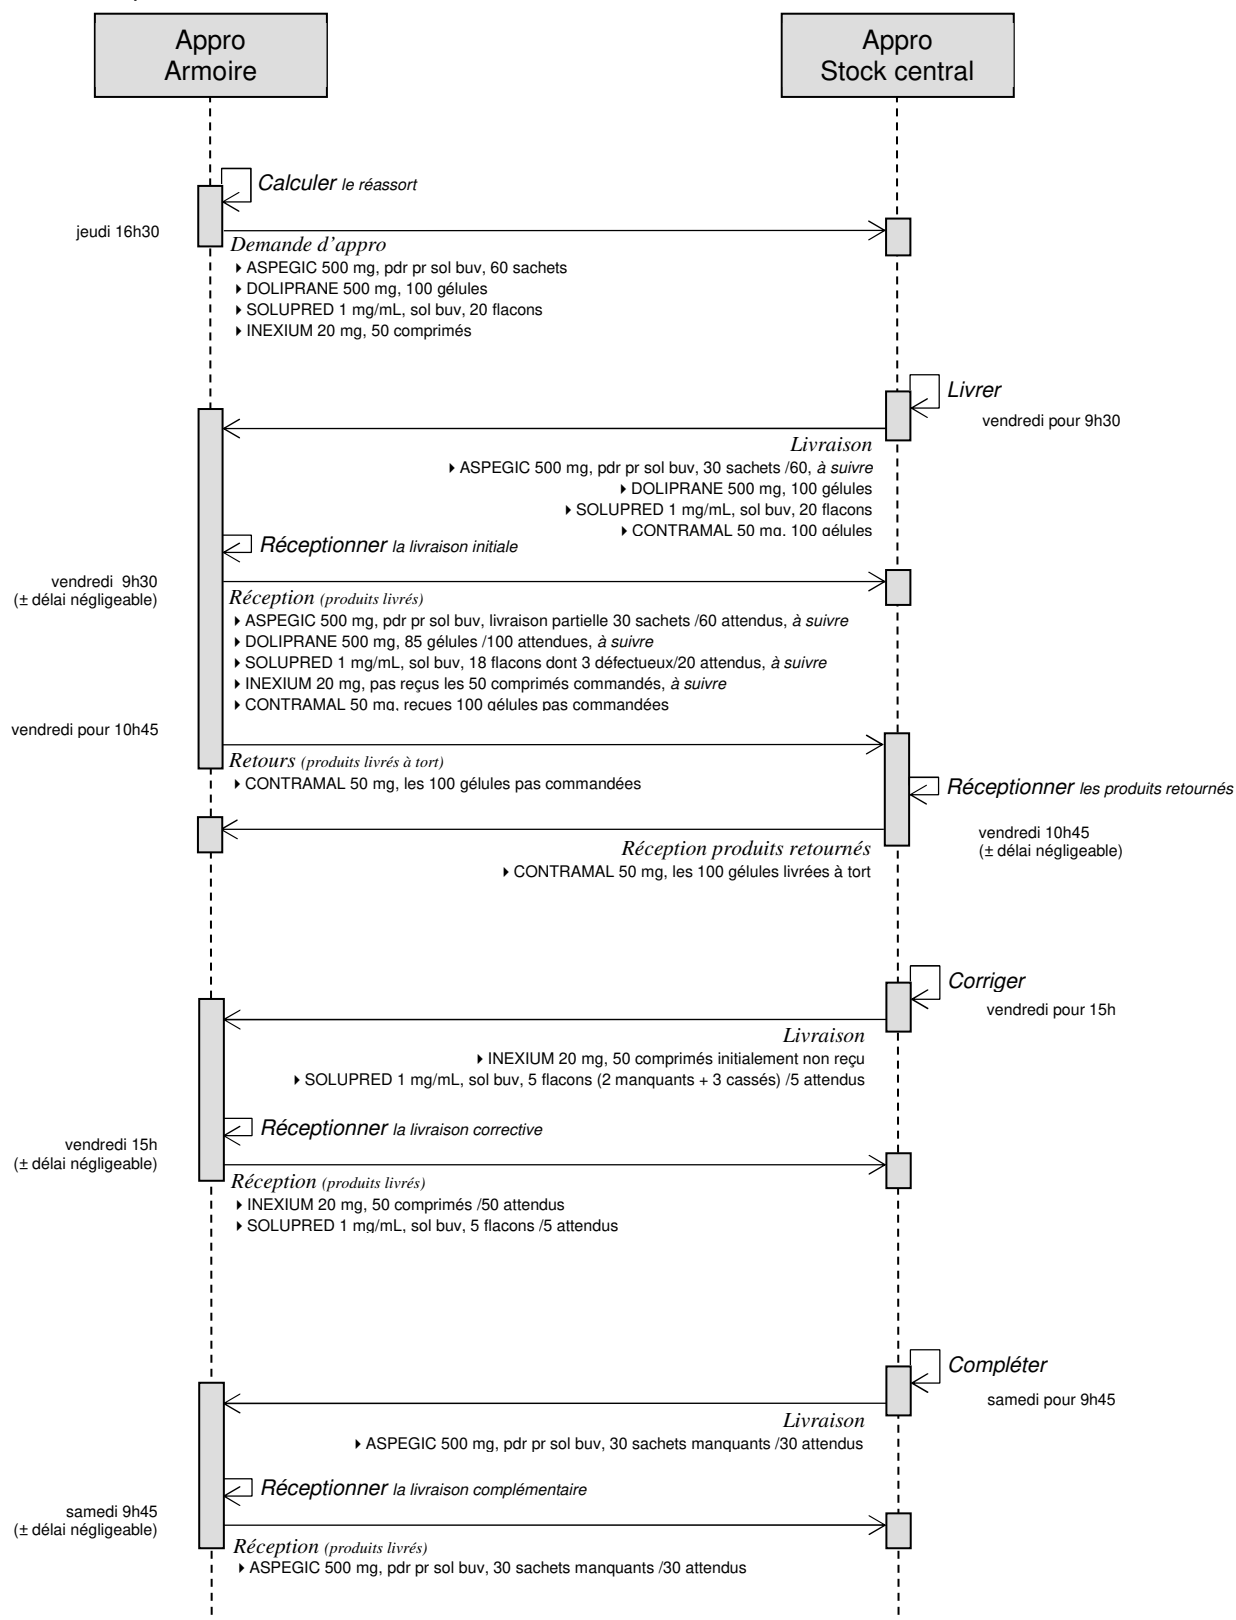 Appro
Armoire
Appro
Stock central
Calculer le réassort
jeudi 16h30
Demande d'appro
ASPEGIC 500 mg, pdr pr sol buv, 60 sachets
DOLIPRANE 500 mg, 100 gélules
SOLUPRED 1 mg/mL, sol buv, 20 flacons
INEXIUM 20 mg, 50 comprimés
Livrer
vendredi pour 9h30
Livraison
ASPEGIC 500 mg, pdr pr sol buv, 30 sachets /60, à suivre
DOLIPRANE 500 mg, 100 gélules
SOLUPRED 1 mg/mL, sol buv, 20 flacons
CONTRAMAL 50 mg, 100 gélules
Réceptionner la livraison initiale
vendredi 9h30
(± délai négligeable)
Réception (produits livrés)
ASPEGIC 500 mg, pdr pr sol buv, livraison partielle 30 sachets /60 attendus, à suivre
DOLIPRANE 500 mg, 85 gélules /100 attendues, à suivre
SOLUPRED 1 mg/mL, sol buv, 18 flacons dont 3 défectueux/20 attendus, à suivre
INEXIUM 20 mg, pas reçus les 50 comprimés commandés, à suivre
CONTRAMAL 50 mg, reçues 100 gélules pas commandées
vendredi pour 10h45
Retours (produits livrés à tort)
CONTRAMAL 50 mg, les 100 gélules pas commandées
Réceptionner les produits retournés
vendredi 10h45
(± délai négligeable)
Réception produits retournés
CONTRAMAL 50 mg, les 100 gélules livrées à tort
Corriger
vendredi pour 15h
Livraison
INEXIUM 20 mg, 50 comprimés initialement non reçu
SOLUPRED 1 mg/mL, sol buv, 5 flacons (2 manquants + 3 cassés) /5 attendus
Réceptionner la livraison corrective
vendredi 15h
(± délai négligeable)
Réception (produits livrés)
INEXIUM 20 mg, 50 comprimés /50 attendus
SOLUPRED 1 mg/mL, sol buv, 5 flacons /5 attendus
Compléter
samedi pour 9h45
Livraison
ASPEGIC 500 mg, pdr pr sol buv, 30 sachets manquants /30 attendus
Réceptionner la livraison complémentaire
samedi 9h45
(± délai négligeable)
Réception (produits livrés)
ASPEGIC 500 mg, pdr pr sol buv, 30 sachets manquants /30 attendus